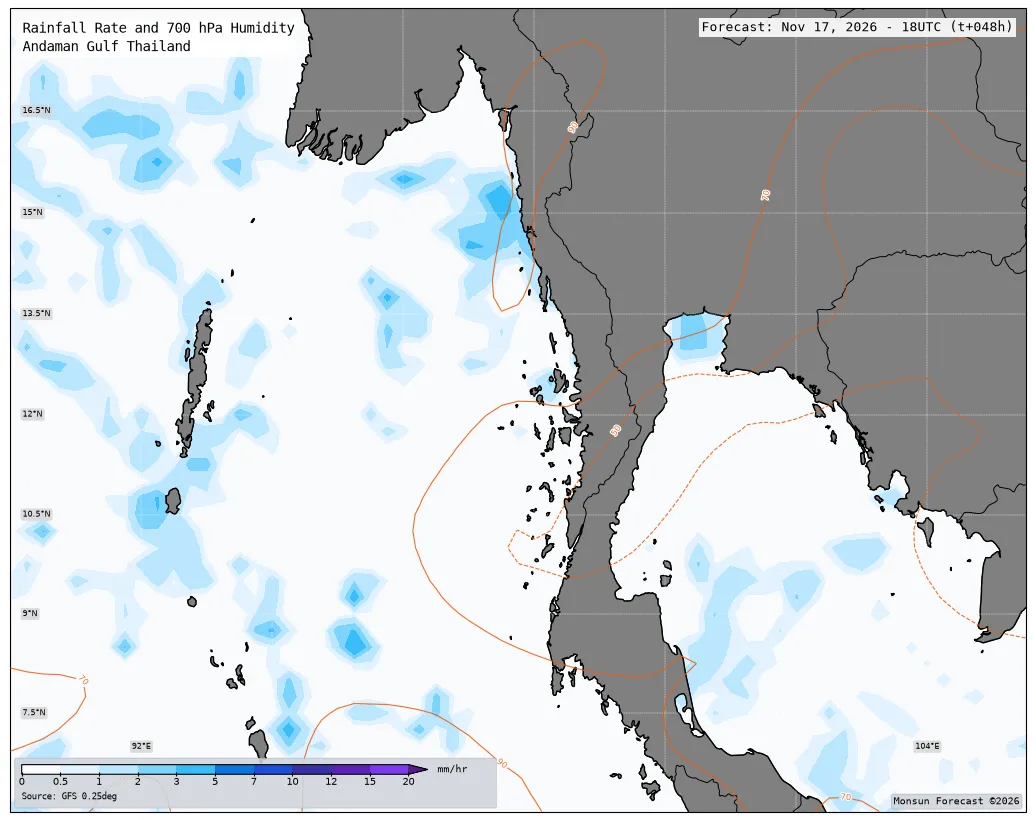 Rainfall Rate and 700 hPa Humidity
Andaman Gulf Thailand
Forecast: Nov 17, 2026 - 18UTC (t+048h)
16.5°N
90
70
15°N
13.5°N
12°N
50
10.5°N
9°N
70
7.5°N
92°E
104°E
90
70
0 0.5 1 2 3 5 7 10 12 15 20 mm/hr
Source: GFS 0.25deg
Monsun Forecast ©2026